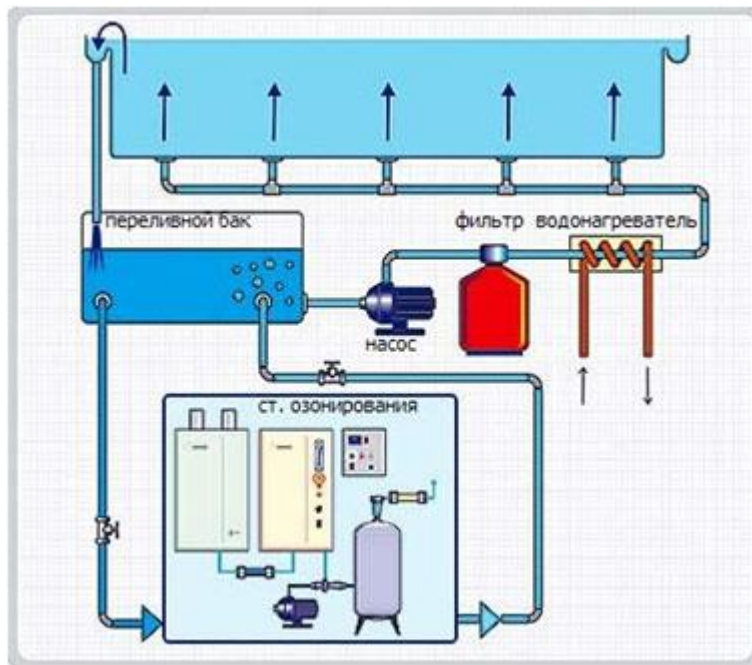 переливной бак
фильтр водонагреватель
насос
ст. озонирования